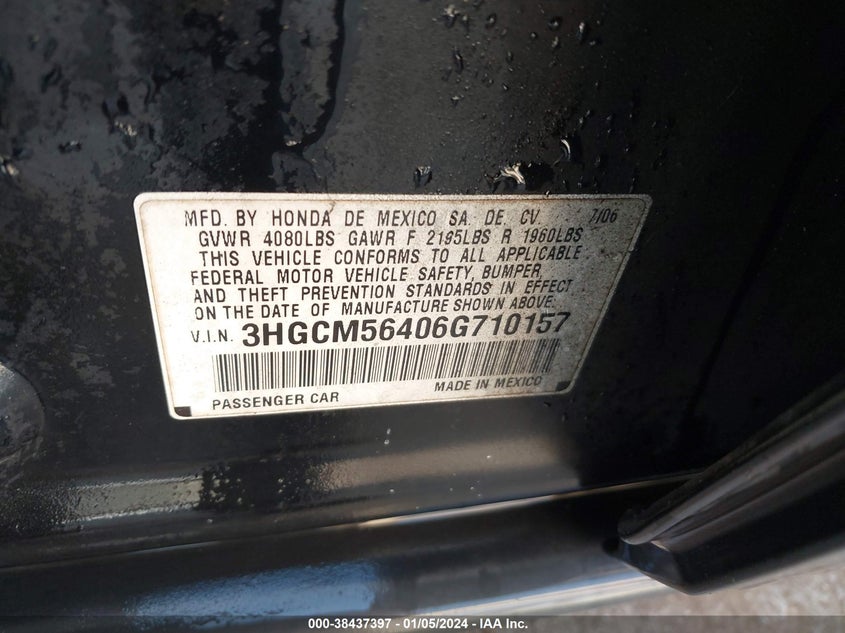 MFD. BY HONDA DE MEXICO SA. DE. CV 7/06
GVWR 4080LBS GAWR F 2195LBS R 1960LBS
THIS VEHICLE CONFORMS TO ALL APPLICABLE
FEDERAL MOTOR VEHICLE SAFETY, BUMPER,
AND THEFT PREVENTION STANDARDS IN EFFECT
ON THE DATE OF MANUFACTURE SHOWN ABOVE.
V.I.N. 3HGCM56406G710157
PASSENGER CAR MADE IN MEXICO
000-38437397 - 01/05/2024 - IAA Inc.